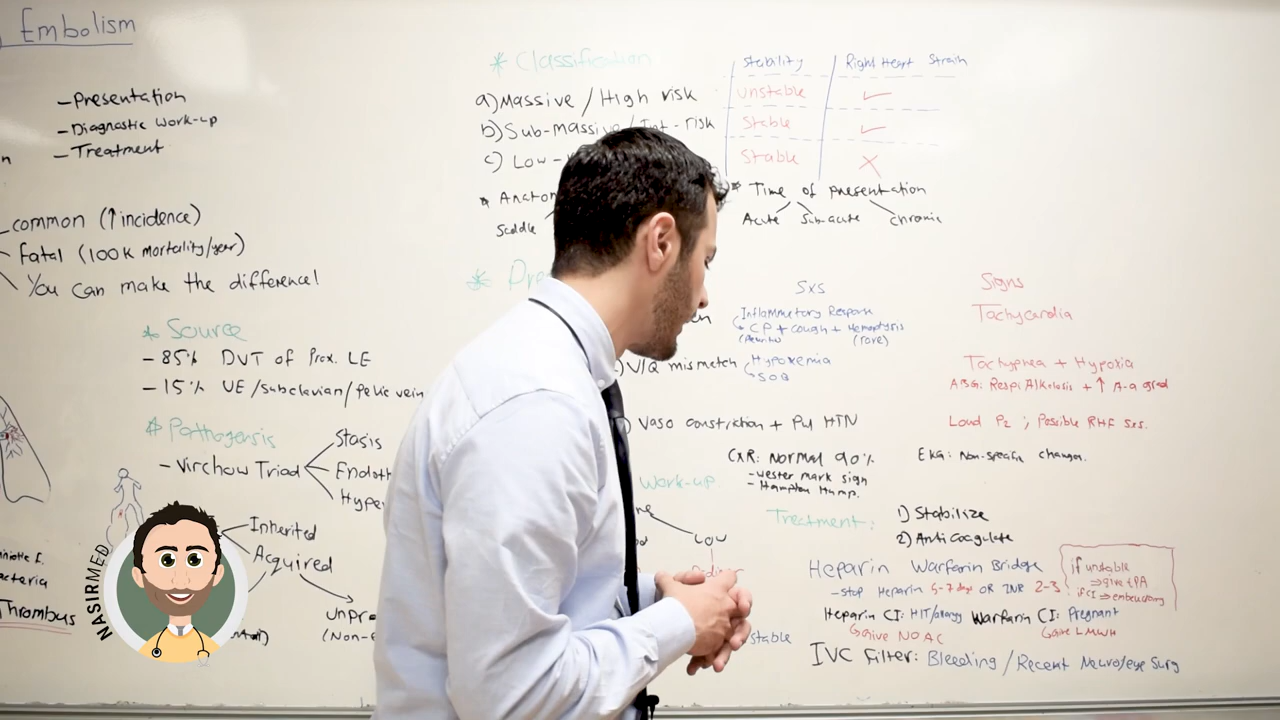 Embolism
- Presentation
- Diagnostic work-up
- Treatment
common (↑incidence)
fatal (100K mortality/year)
You can make the difference!
* Source
- 85% DVT of Prox. LE
- 15% UE/Subclavian/Pelvic vein
* Pathogensis
- Virchow Triad
Stasis
Endoth
Hype
Inherited
Acquired
Unpro
(Non-
acteria
Thrombus
NASIRMED
* Classification
a) Massive / High risk
b) Sub-massive / Int-risk
c) Low -
* Anatom
Saddle
Stability
Right Heart Strain
unstable ✓
Stable ✓
Stable X
* Time of presentation
Acute
Subacute
chronic
* Pre
Sxs
Signs
Inflammatory Response
CP + Cough + Hemoptysis
(rare)
Tachycardia
V/Q mismatch
Hypoxemia
SOB
Tachypnea + Hypoxia
ABG: Resp Alkalosis + ↑ A-a grad
Vaso constriction + Pul HTN
Loud P2 ; Possible RHF sxs.
CXR: Normal 90%
- wester mark sign
- Hampton Hump.
EKG: Non-specific changes.
Work-up
Low
stable
Treatment:
1) Stabilize
2) Anti Coagulate
Heparin Warfarin Bridge
- stop Heparin 5-7 days OR INR 2-3
if unstable
⇒ give tPA
if CI ⇒ embolectomy
Heparin CI: HIT/allergy Warfarin CI: Pregnant
Give NOAC
Give LMWH
IVC Filter: Bleeding / Recent Neuro/eye Surg